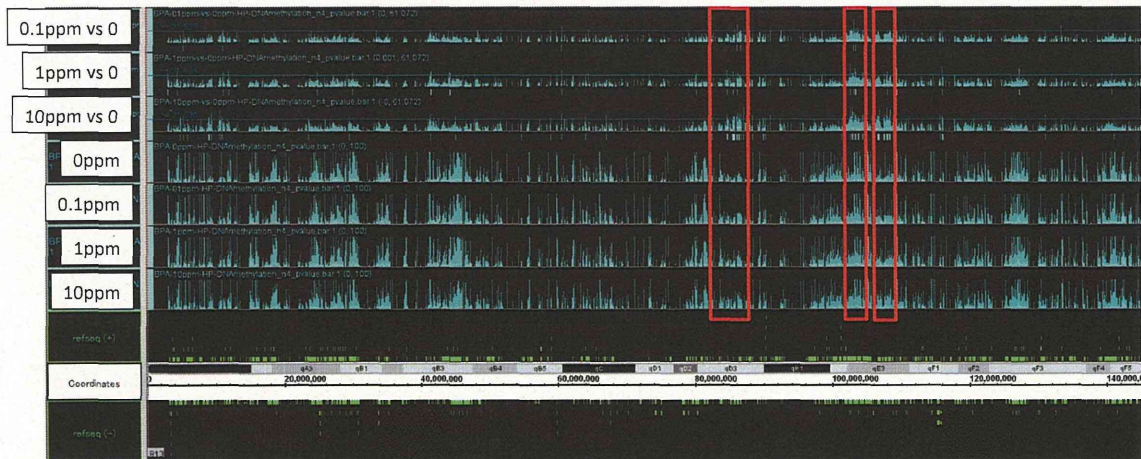 0.1ppm vs 0
BPA-01ppm-vs-0ppm-HP-DNAmethylation_n4_pvalue.bar.1 (0, 61.072)
1ppm vs 0
BPA-1ppm-vs-0ppm-HP-DNAmethylation_n4_pvalue.bar.1 (0.001, 61.072)
10ppm vs 0
BPA-10ppm-vs-0ppm-HP-DNAmethylation_n4_pvalue.bar.1 (-0, 61.072)
0ppm
BPA-0ppm-HP-DNAmethylation_n4_pvalue.bar.1 (0, 100)
0.1ppm
BPA-01ppm-HP-DNAmethylation_n4_pvalue.bar.1 (0, 100)
1ppm
BPA-1ppm-HP-DNAmethylation_n4_pvalue.bar.1 (0, 100)
10ppm
BPA-10ppm-HP-DNAmethylation_n4_pvalue.bar.1 (0, 100)
refseq (+)
qA3 qB1 qB3 qB4 qB5 qC qD1 qD2 qD3 qE1 qE3 qF1 qF2 qF3 qF4 qF5
Coordinates
0 20,000,000 40,000,000 60,000,000 80,000,000 100,000,000 120,000,000 140,000,
refseq (-)